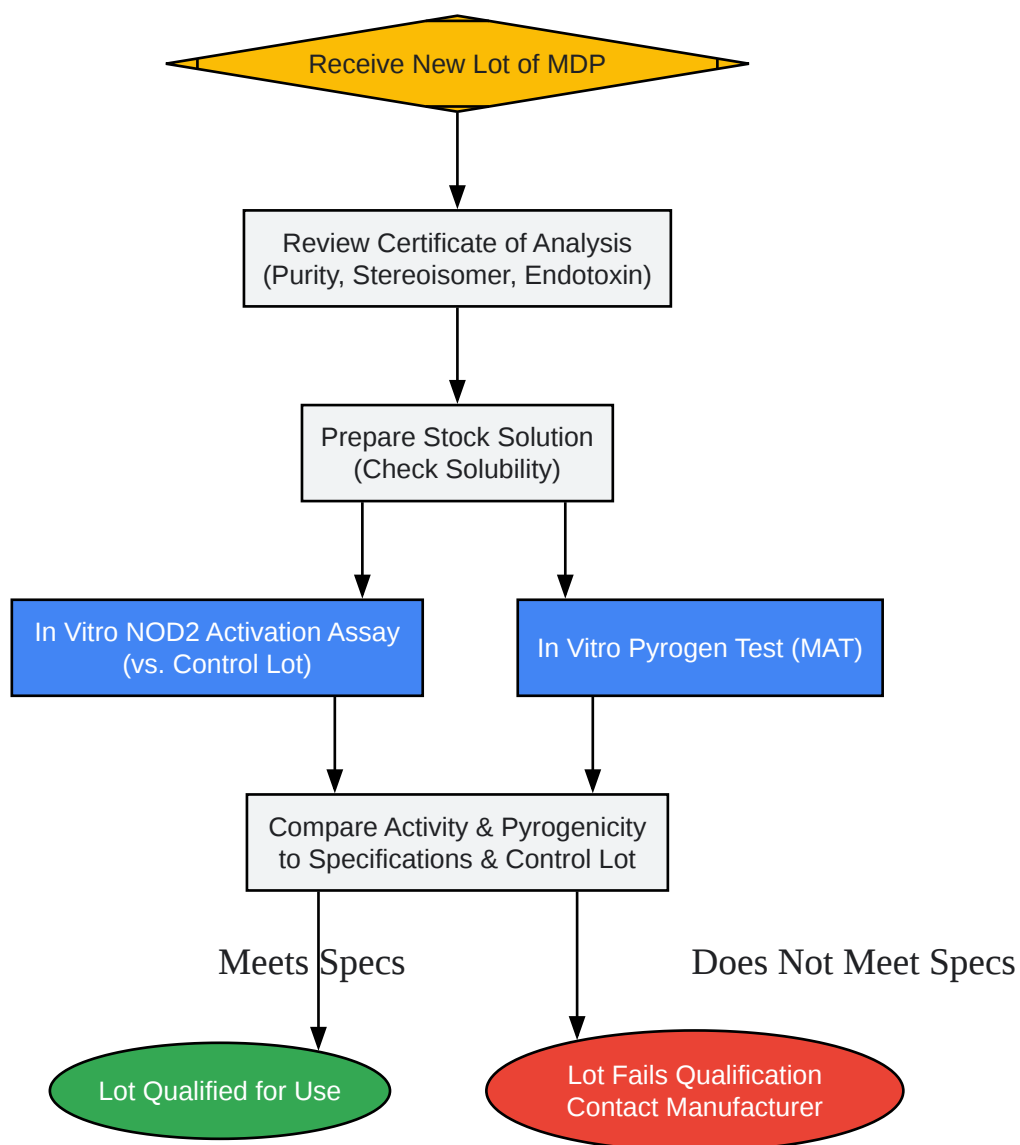 Receive New Lot of MDP
Review Certificate of Analysis
(Purity, Stereoisomer, Endotoxin)
Prepare Stock Solution
(Check Solubility)
In Vitro NOD2 Activation Assay
(vs. Control Lot)
In Vitro Pyrogen Test (MAT)
Compare Activity & Pyrogenicity
to Specifications & Control Lot
Meets Specs
Does Not Meet Specs
Lot Qualified for Use
Lot Fails Qualification
Contact Manufacturer